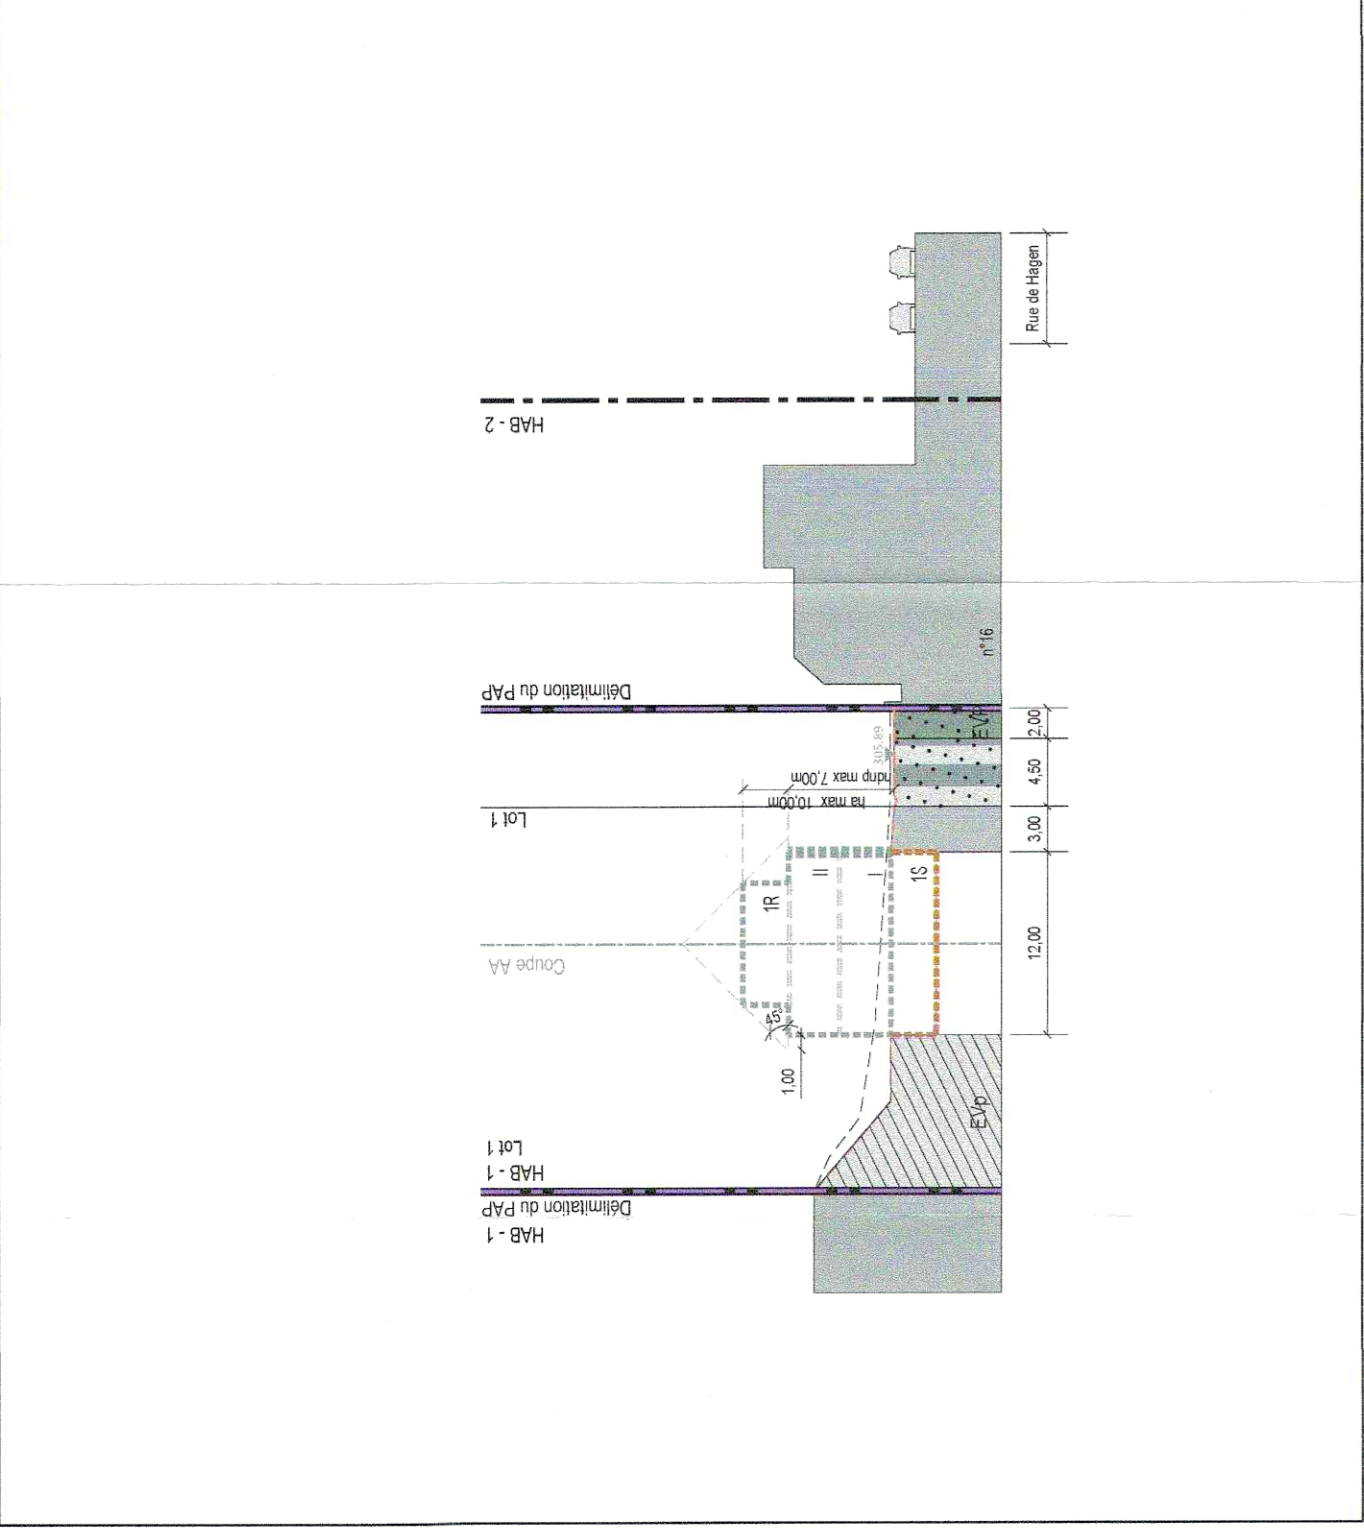 HAB - 1
Délimitation du PAP
HAB - 1
Lot 1
Coupe AA
Lot 1
Délimitation du PAP
HAB - 2
1,00
45°
1R
II
I
1S
ha max 10,00m
hdnp max 7,00m
305.89
EVp
EVP
n°16
12,00
3,00
4,50
2,00
Rue de Hagen